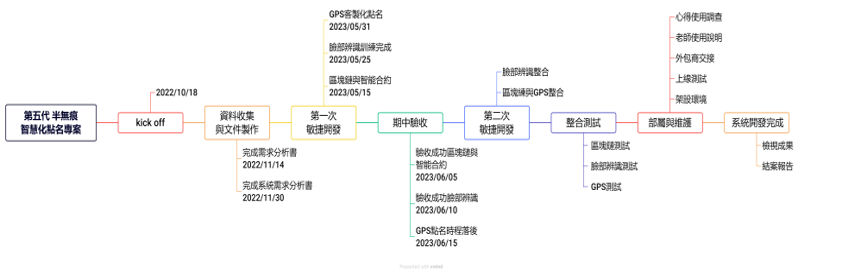 第五代 半無痕
智慧化點名專案
kick off
2022/10/18
資料收集
與文件製作
完成需求分析書
2022/11/14
完成系統需求分析書
2022/11/30
第一次
敏捷開發
GPS客製化點名
2023/05/31
臉部辨識訓練完成
2023/05/25
區塊鏈與智能合約
2023/05/15
期中驗收
驗收成功區塊鏈與
智能合約
2023/06/05
驗收成功臉部辨識
2023/06/10
GPS點名時程落後
2023/06/15
第二次
敏捷開發
臉部辨識整合
區塊練與GPS整合
整合測試
區塊鏈測試
臉部辨識測試
GPS測試
部屬與維護
心得使用調查
老師使用說明
外包商交接
上線測試
架設環境
系統開發完成
檢視成果
結案報告
Presented with xmind